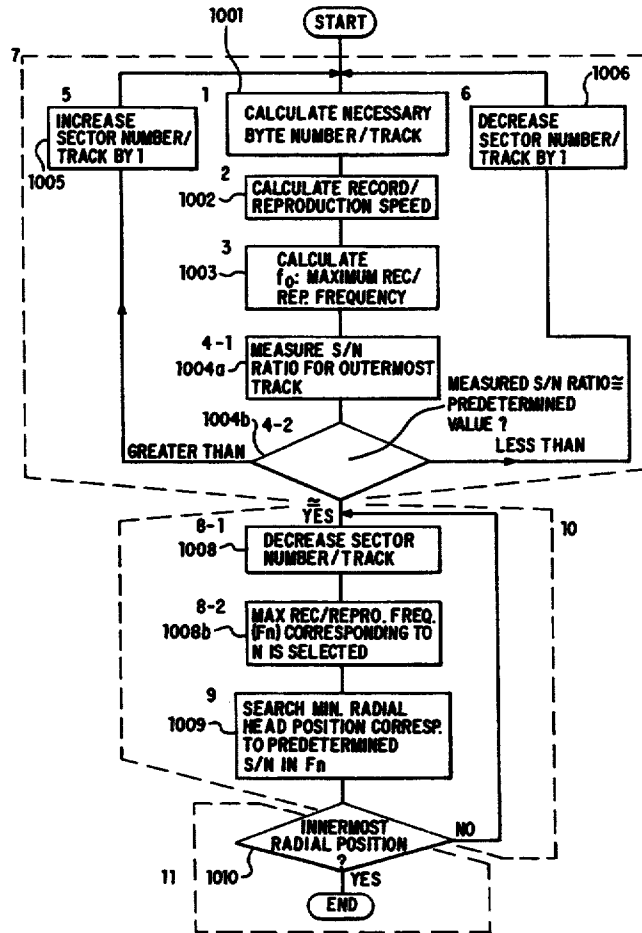 START
7
1001
5
INCREASE
SECTOR NUMBER/
TRACK BY 1
1005
1
CALCULATE NECESSARY
BYTE NUMBER/TRACK
6
1006
DECREASE
SECTOR NUMBER/
TRACK BY 1
2
1002
CALCULATE RECORD/
REPRODUCTION SPEED
3
1003
CALCULATE
f0: MAXIMUM REC/
REP. FREQUENCY
4-1
1004a
MEASURE S/N
RATIO FOR OUTERMOST
TRACK
1004b
4-2
MEASURED S/N RATIO≅
PREDETERMINED
VALUE ?
GREATER THAN
LESS THAN
≅
YES
8-1
1008
DECREASE SECTOR
NUMBER/TRACK
10
8-2
1008b
MAX REC/REPRO. FREQ.
(Fn) CORRESPONDING TO
N IS SELECTED
9
1009
SEARCH MIN. RADIAL
HEAD POSITION CORRESP.
TO PREDETERMINED
S/N IN Fn
INNERMOST
RADIAL POSITION
?
NO
1010
11
YES
END